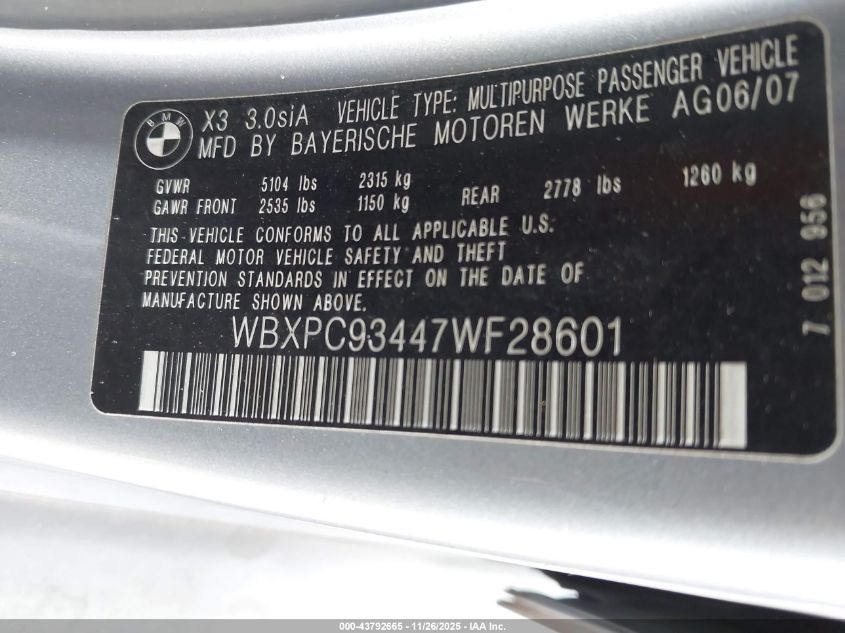 BMW
X3 3.0siA VEHICLE TYPE: MULTIPURPOSE PASSENGER VEHICLE
MFD BY BAYERISCHE MOTOREN WERKE AG06/07
GVWR 5104 lbs 2315 kg
GAWR FRONT 2535 lbs 1150 kg REAR 2778 lbs 1260 kg
THIS VEHICLE CONFORMS TO ALL APPLICABLE U.S.
FEDERAL MOTOR VEHICLE SAFETY AND THEFT
PREVENTION STANDARDS IN EFFECT ON THE DATE OF
MANUFACTURE SHOWN ABOVE.
WBXPC93447WF28601
7 012 956
000-43792665 - 11/26/2025 - IAA Inc.